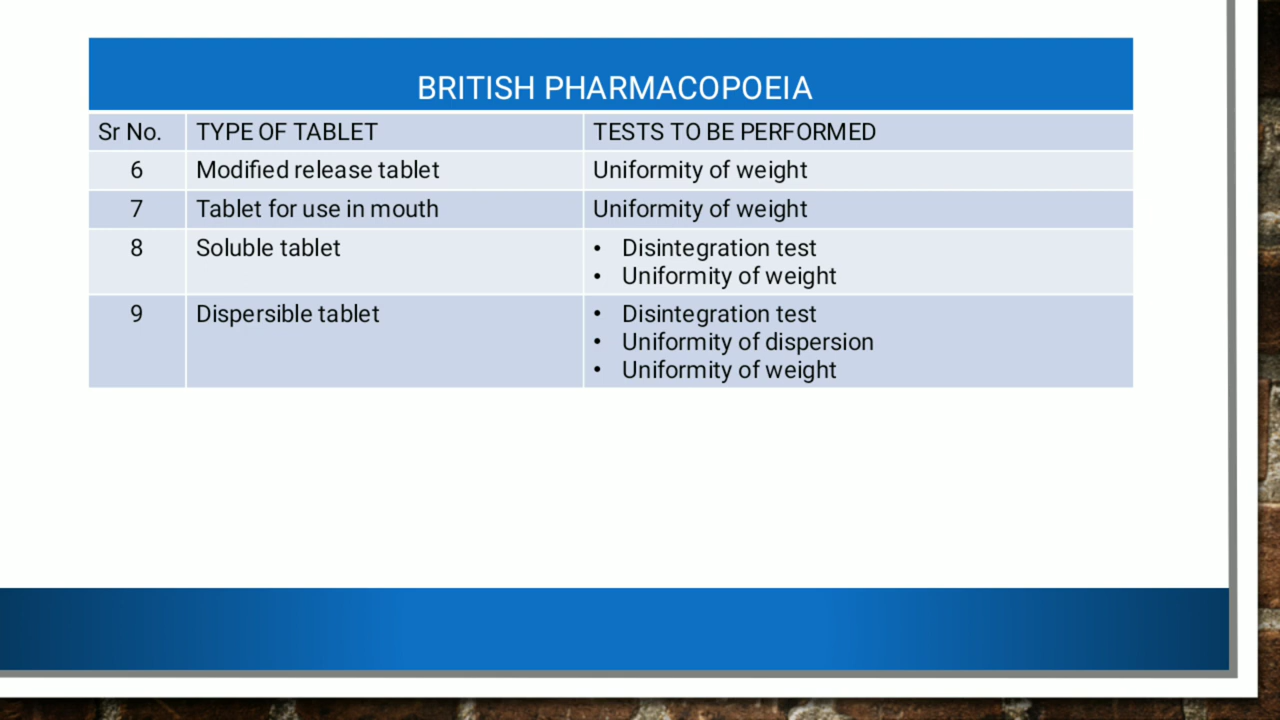 BRITISH PHARMACOPOEIA
Sr No. TYPE OF TABLET TESTS TO BE PERFORMED
6 Modified release tablet Uniformity of weight
7 Tablet for use in mouth Uniformity of weight
8 Soluble tablet • Disintegration test
• Uniformity of weight
9 Dispersible tablet • Disintegration test
• Uniformity of dispersion
• Uniformity of weight